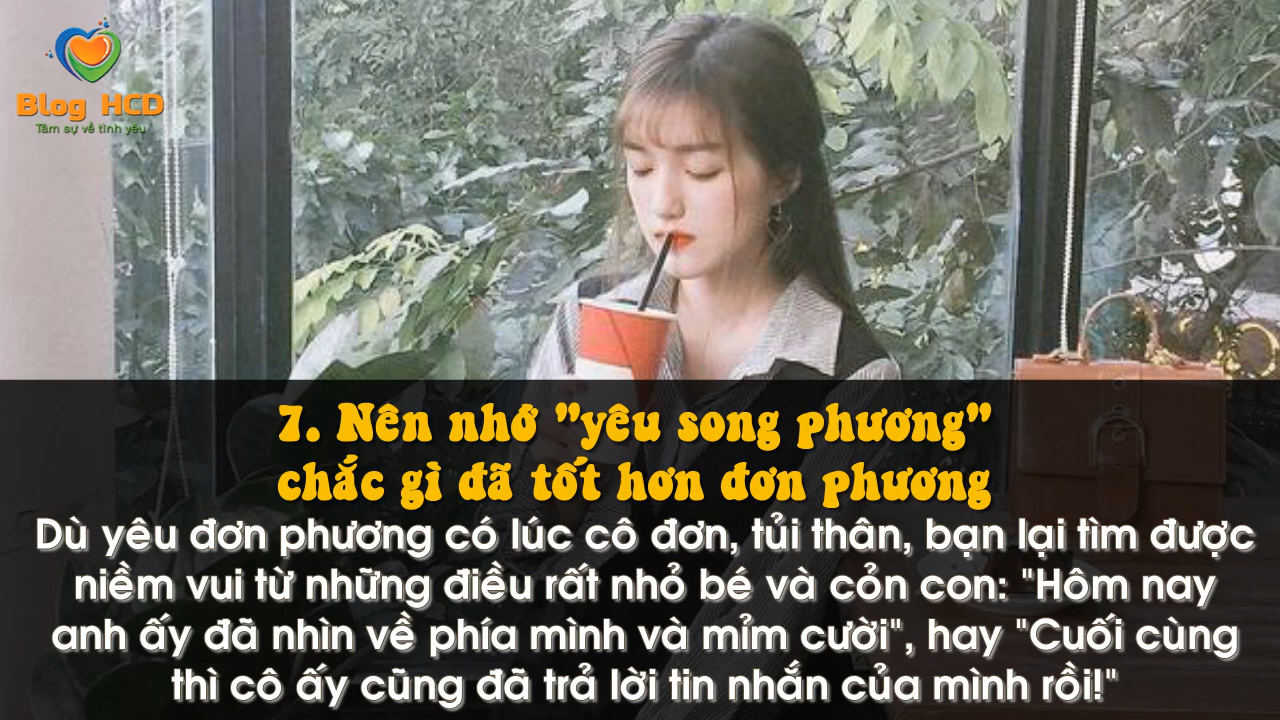 Blog HCD
Tâm sự về tình yêu
7. Nên nhớ "yêu song phương"
chắc gì đã tốt hơn đơn phương
Dù yêu đơn phương có lúc cô đơn, tủi thân, bạn lại tìm được
niềm vui từ những điều rất nhỏ bé và cỏn con: "Hôm nay
anh ấy đã nhìn về phía mình và mỉm cười", hay "Cuối cùng
thì cô ấy cũng đã trả lời tin nhắn của mình rồi!"